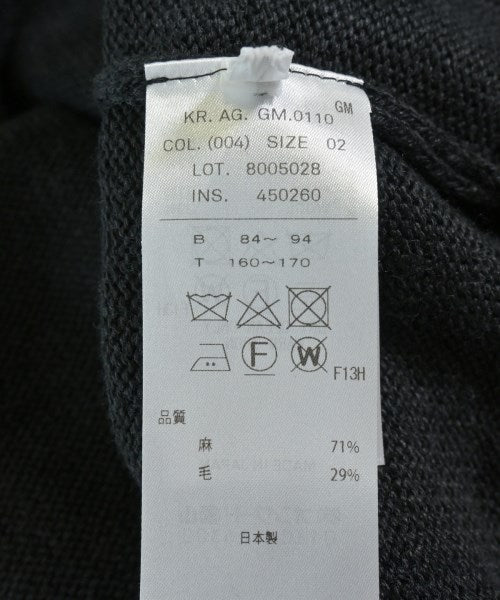 KR. AG. GM.0110 GM
COL. (004) SIZE 02
LOT. 8005028
INS. 450260
B 84～ 94
T 160～170
F W F13H
品質
麻 71%
毛 29%
日本製